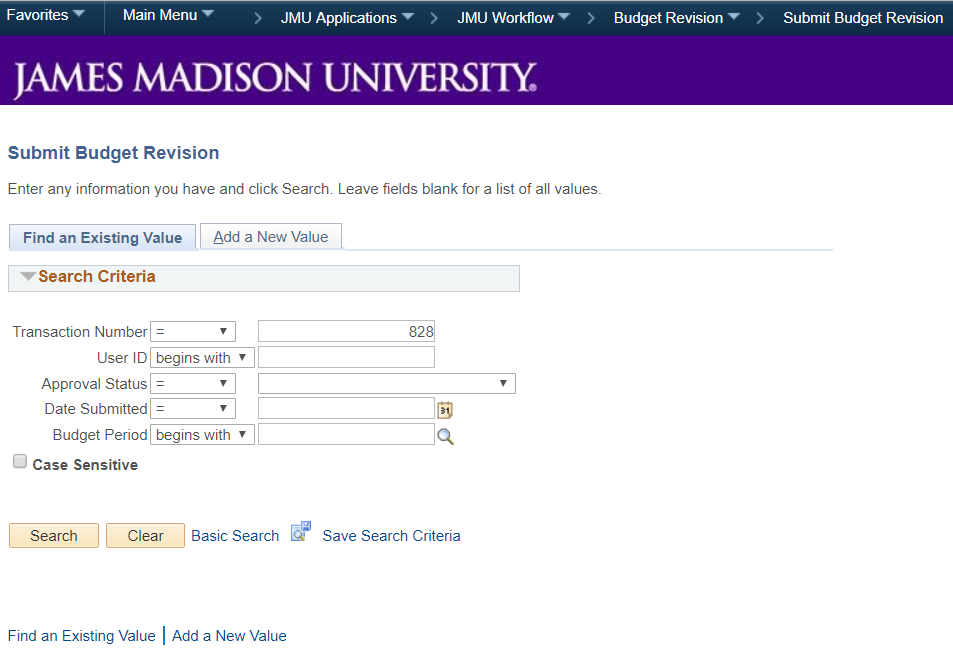 Favorites Main Menu > JMU Applications > JMU Workflow > Budget Revision > Submit Budget Revision
JAMES MADISON UNIVERSITY®
Submit Budget Revision
Enter any information you have and click Search. Leave fields blank for a list of all values.
Find an Existing Value Add a New Value
Search Criteria
Transaction Number = 828
User ID begins with
Approval Status =
Date Submitted = 31
Budget Period begins with
Case Sensitive
Search Clear Basic Search Save Search Criteria
Find an Existing Value | Add a New Value